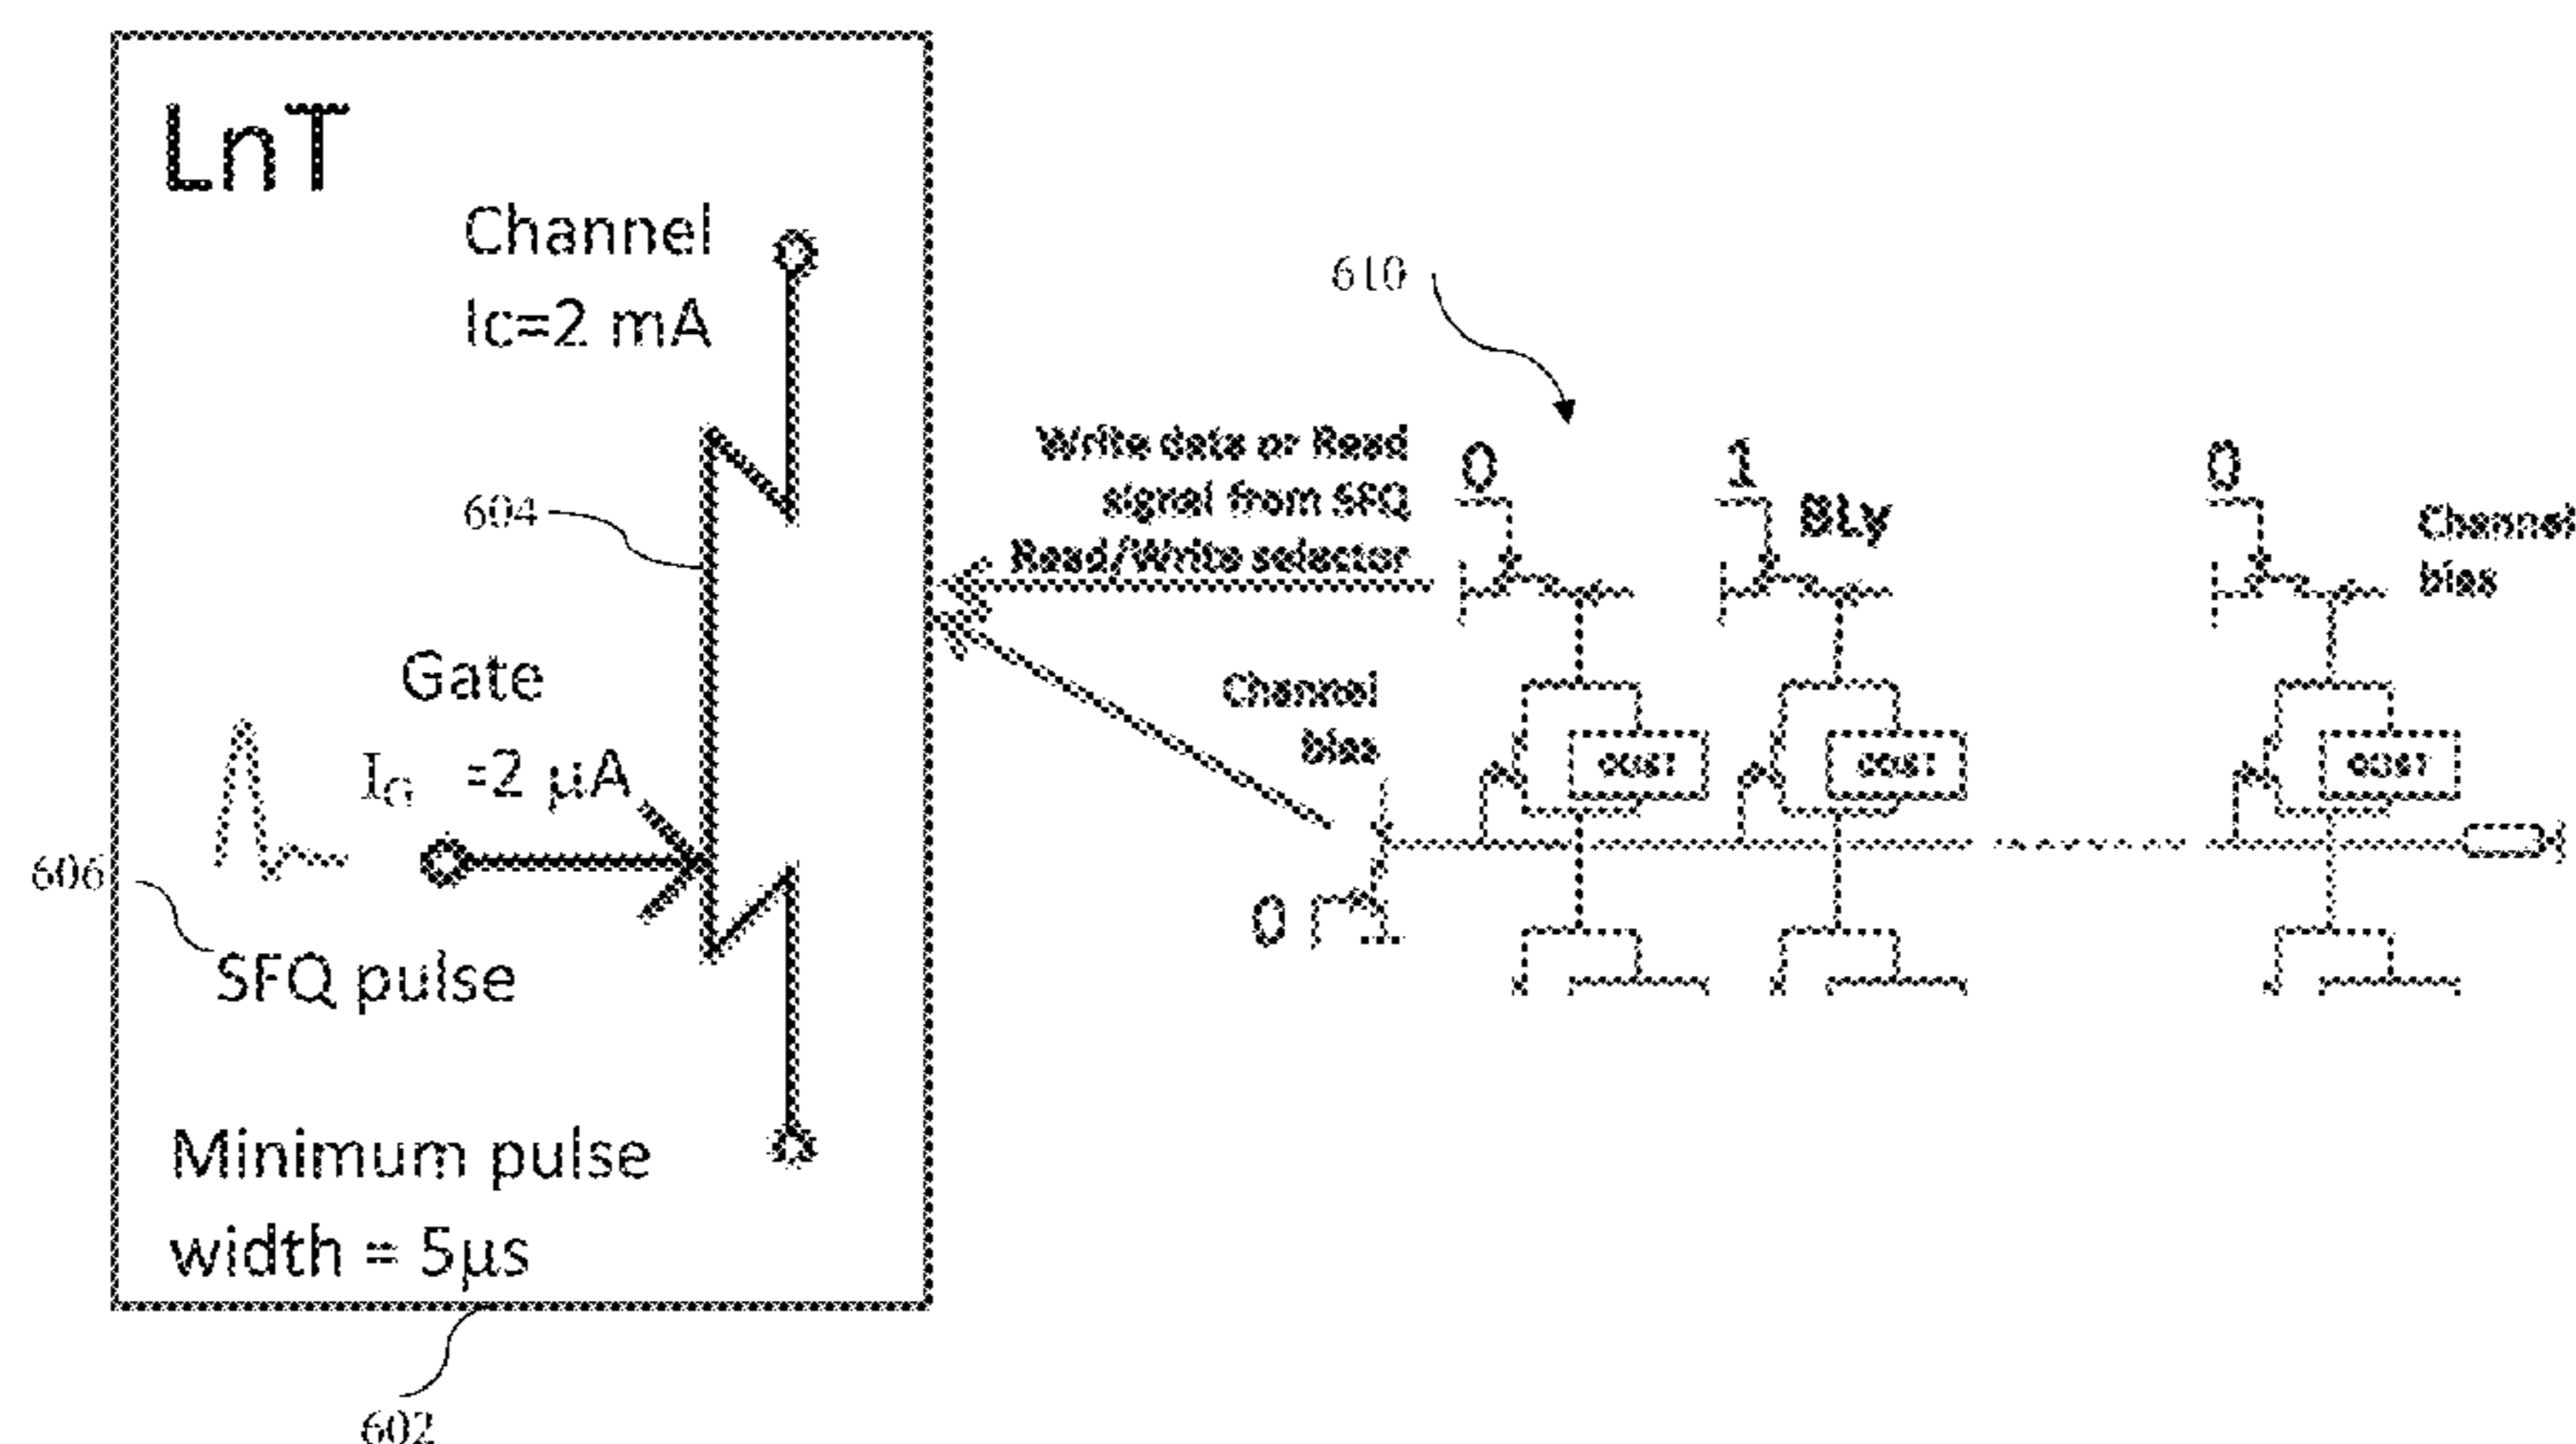 LnT
Channel
Ic=2 mA
604
Gate
IG =2 µA
606
SFQ pulse
Minimum pulse
width = 5µs
602
610
Write data or Read
signal from SFQ
Read/Write selector
0
1
0
BLy
Channel
bias
Channel
bias
0